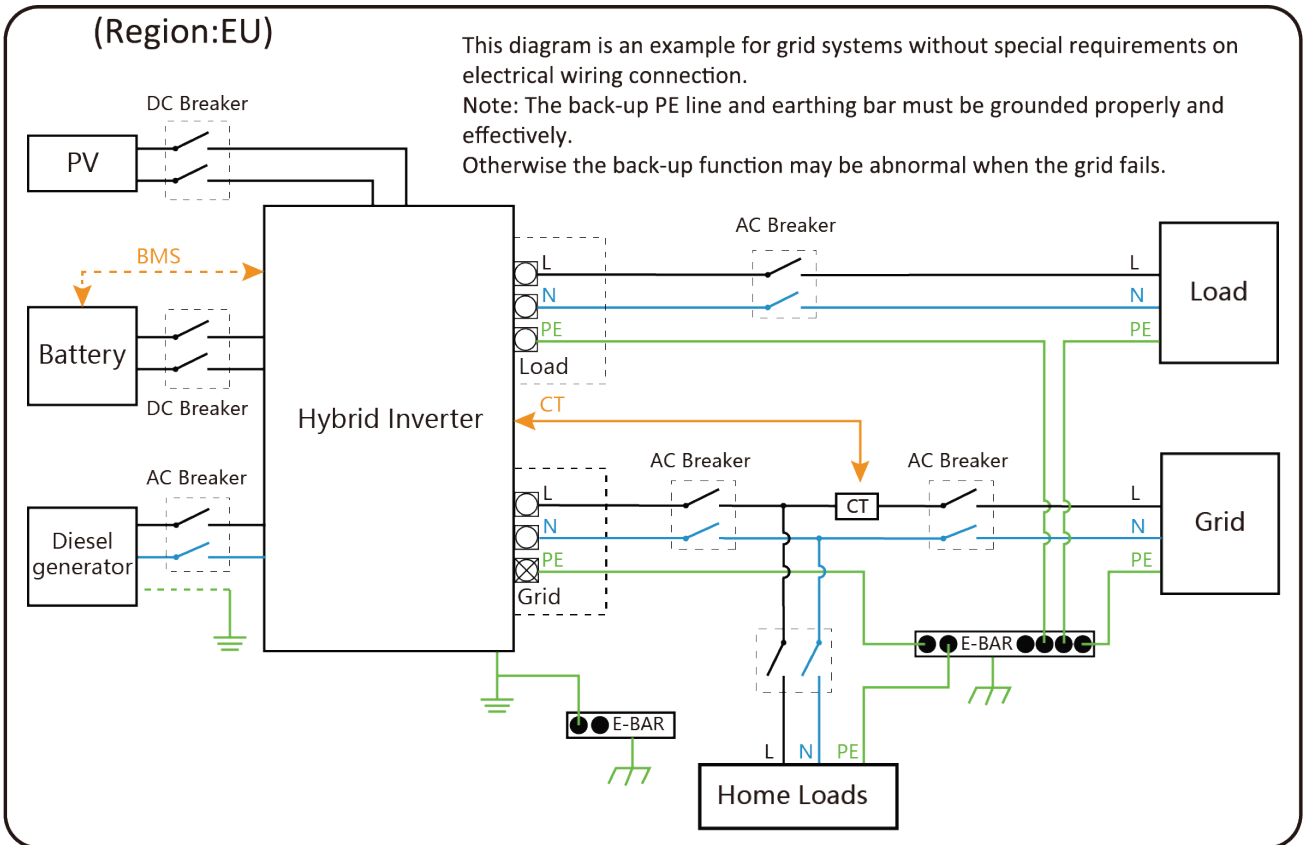 (Region:EU)
This diagram is an example for grid systems without special requirements on
electrical wiring connection.
Note: The back-up PE line and earthing bar must be grounded properly and
effectively.
Otherwise the back-up function may be abnormal when the grid fails.
DC Breaker
PV
BMS
Battery
DC Breaker
AC Breaker
Diesel
generator
Hybrid Inverter
L
N
PE
Load
AC Breaker
L
N
PE
Load
CT
L
N
PE
Grid
AC Breaker
CT
AC Breaker
L
N
PE
Grid
E-BAR
E-BAR
L
N
PE
Home Loads